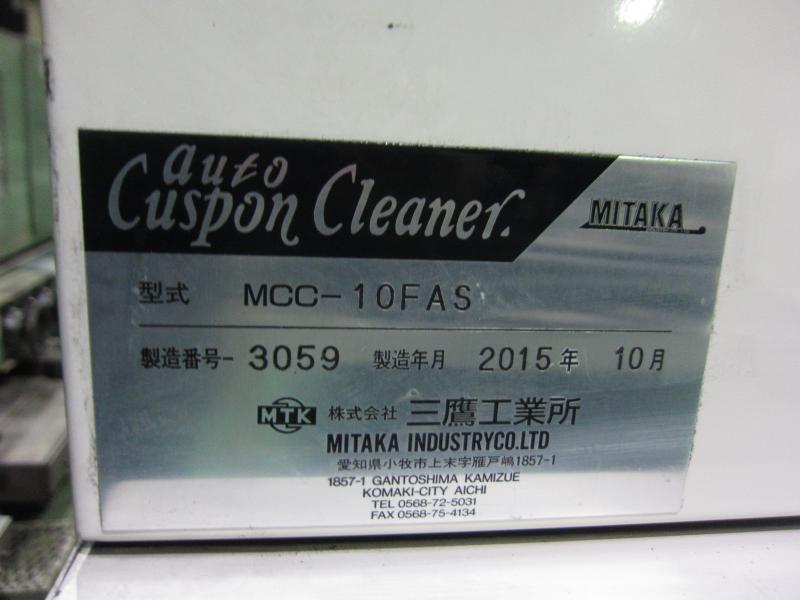 auto
Cuspon Cleaner.
MITAKA
型式 MCC-10FAS
製造番号- 3059 製造年月 2015年 10月
MTK 株式会社 三鷹工業所
MITAKA INDUSTRYCO.LTD
愛知県小牧市上末字雁戸嶋1857-1
1857-1 GANTOSHIMA KAMIZUE
KOMAKI-CITY AICHI
TEL 0568-72-5031
FAX 0568-75-4134